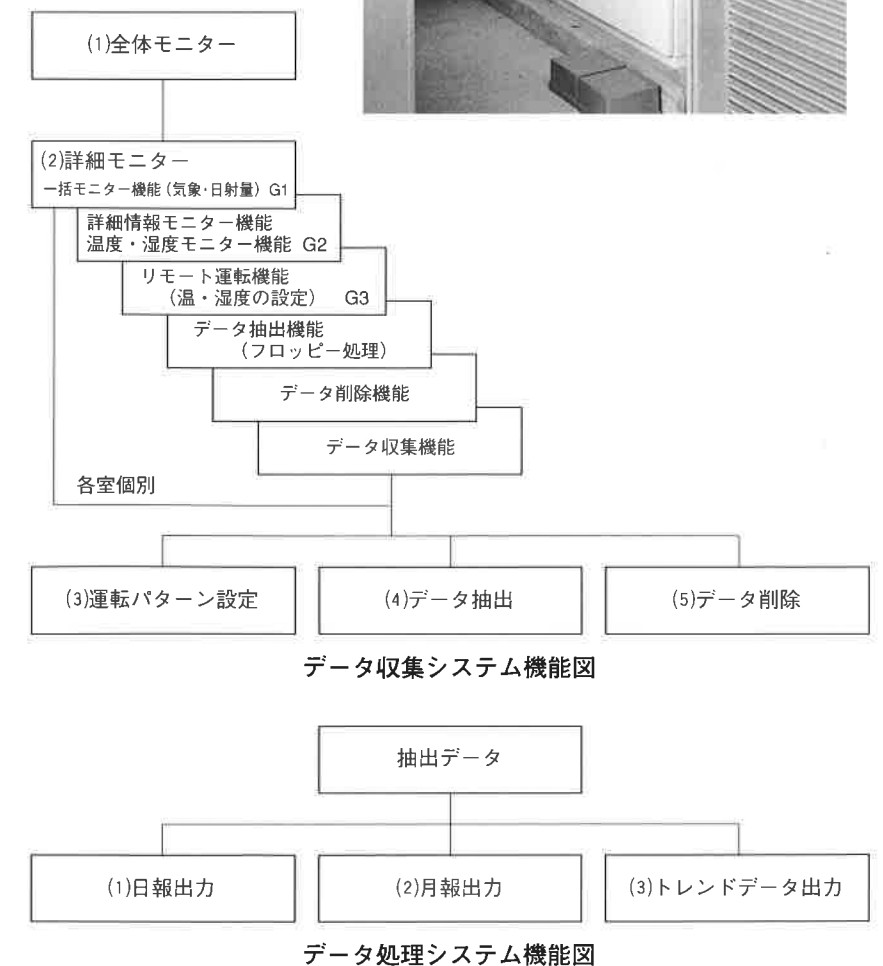 (1)全体モニター
(2)詳細モニター
一括モニター機能(気象・日射量) G1
詳細情報モニター機能
温度・湿度モニター機能 G2
リモート運転機能
(温・湿度の設定) G3
データ抽出機能
(フロッピー処理)
データ削除機能
データ収集機能
各室個別
(3)運転パターン設定
(4)データ抽出
(5)データ削除
データ収集システム機能図
抽出データ
(1)日報出力
(2)月報出力
(3)トレンドデータ出力
データ処理システム機能図